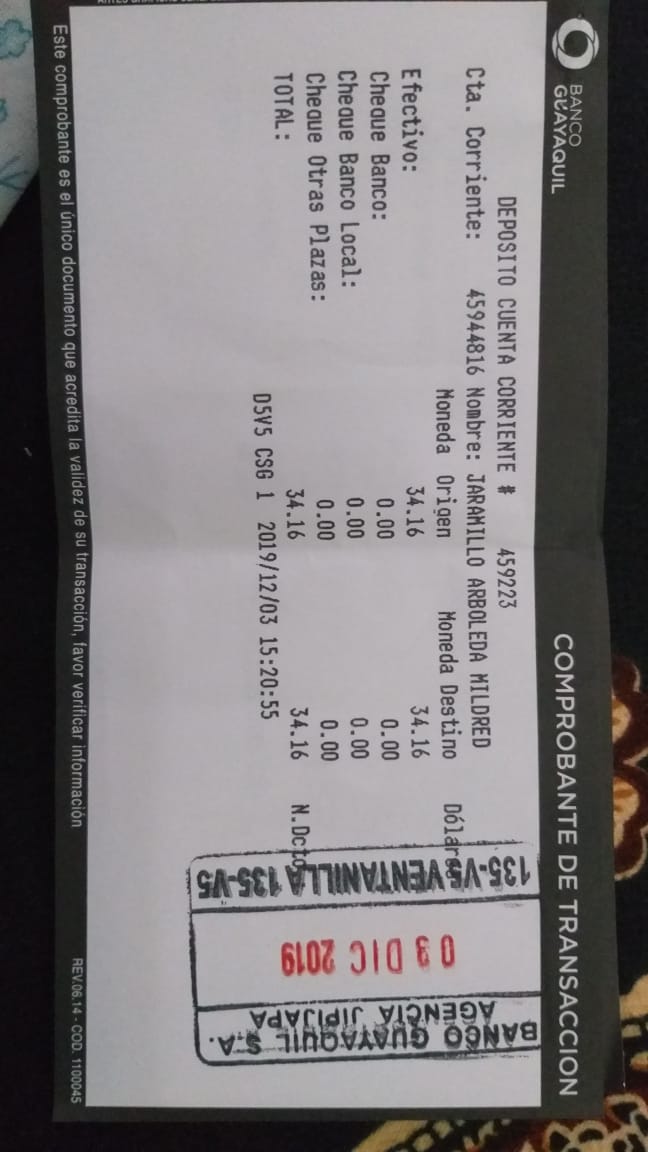 BANCO
GUAYAQUIL
COMPROBANTE DE TRANSACCION
DEPOSITO CUENTA CORRIENTE # 459223
Cta. Corriente: 45944816 Nombre: JARAMILLO ARBOLEDA MILDRED
Moneda Origen Moneda Destino Dólares
Efectivo: 34.16 34.16
Cheque Banco: 0.00 0.00
Cheque Banco Local: 0.00 0.00
Cheque Otras Plazas: 0.00 0.00
TOTAL: 34.16 34.16 N.Dcto
D5V5 CSG 1 2019/12/03 15:20:55
BANCO GUAYAQUIL S.A.
AGENCIA JIPIJAPA
03 DIC 2019
135-V5 VENTANILLA 135-V5
Este comprobante es el único documento que acredita la validez de su transacción, favor verificar información
REV.06.14 - COD. 1100045